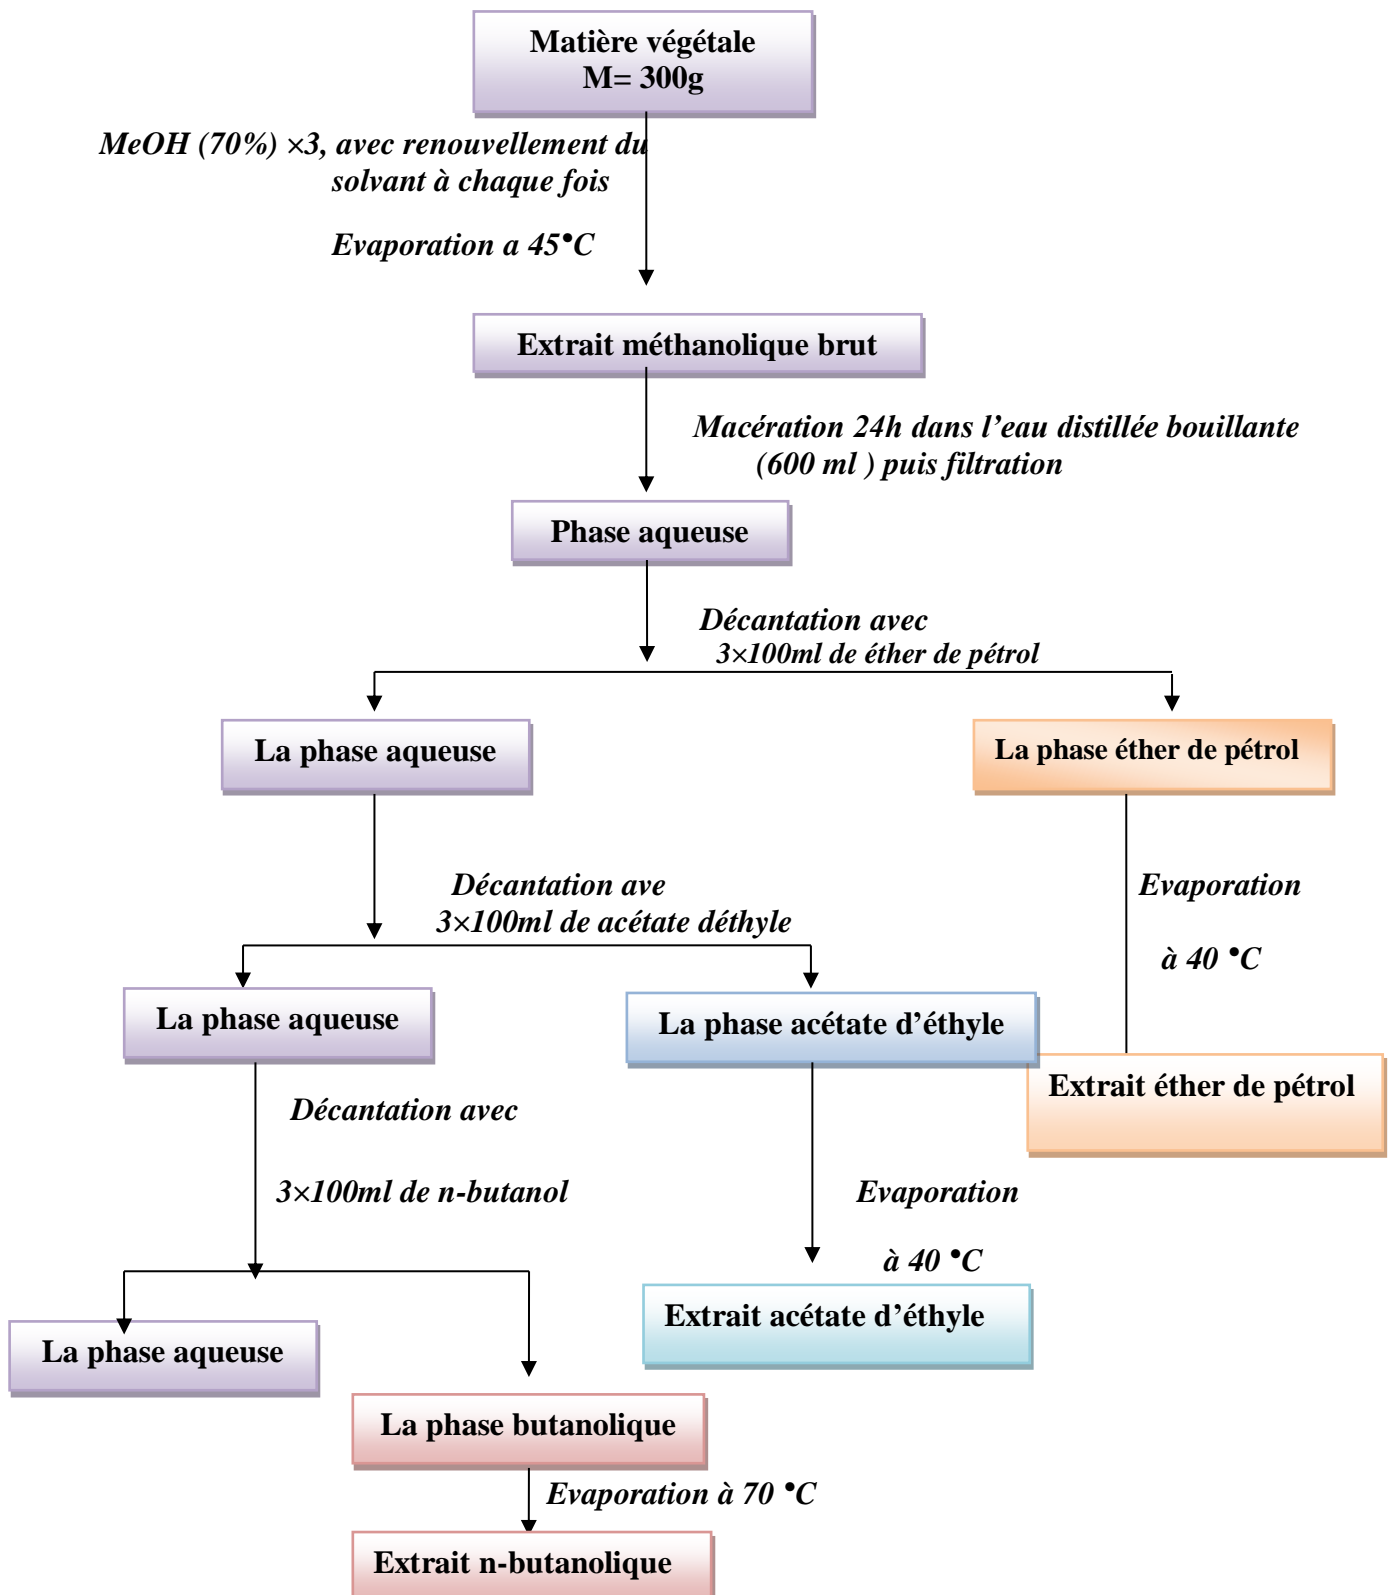 Matière végétale
M= 300g
MeOH (70%) ×3, avec renouvellement du
solvant à chaque fois
Evaporation a 45°C
Extrait méthanolique brut
Macération 24h dans l’eau distillée bouillante
(600 ml ) puis filtration
Phase aqueuse
Décantation avec
3×100ml de éther de pétrol
La phase aqueuse
La phase éther de pétrol
Décantation ave
3×100ml de acétate déthyle
Evaporation
à 40 °C
La phase aqueuse
La phase acétate d’éthyle
Extrait éther de pétrol
Décantation avec
3×100ml de n-butanol
Evaporation
à 40 °C
Extrait acétate d’éthyle
La phase aqueuse
La phase butanolique
Evaporation à 70 °C
Extrait n-butanolique